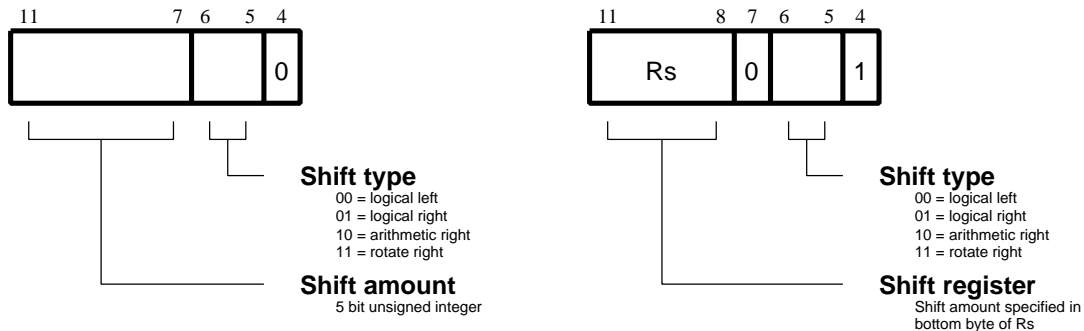 11 7 6 5 4
0
Shift type
00 = logical left
01 = logical right
10 = arithmetic right
11 = rotate right
Shift amount
5 bit unsigned integer
11 8 7 6 5 4
Rs 0 1
Shift type
00 = logical left
01 = logical right
10 = arithmetic right
11 = rotate right
Shift register
Shift amount specified in
bottom byte of Rs